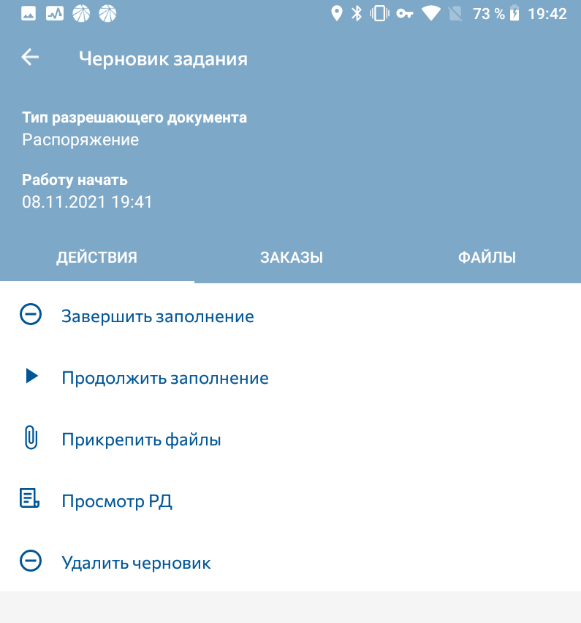 73 % 19:42
Черновик задания
Тип разрешающего документа
Распоряжение
Работу начать
08.11.2021 19:41
ДЕЙСТВИЯ ЗАКАЗЫ ФАЙЛЫ
Завершить заполнение
Продолжить заполнение
Прикрепить файлы
Просмотр РД
Удалить черновик